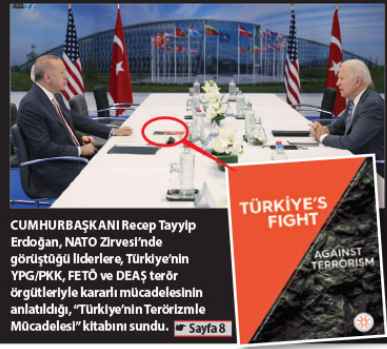 TÜRKİYE'S
FIGHT
AGAINST
TERRORISM
CUMHURBAŞKANI Recep Tayyip
Erdoğan, NATO Zirvesi’nde
görüştüğü liderlere, Türkiye’nin
YPG/PKK, FETÖ ve DEAŞ terör
örgütleriyle kararlı mücadelesinin
anlatıldığı, “Türkiye’nin Terörizmle
Mücadelesi” kitabını sundu. ☛ Sayfa 8